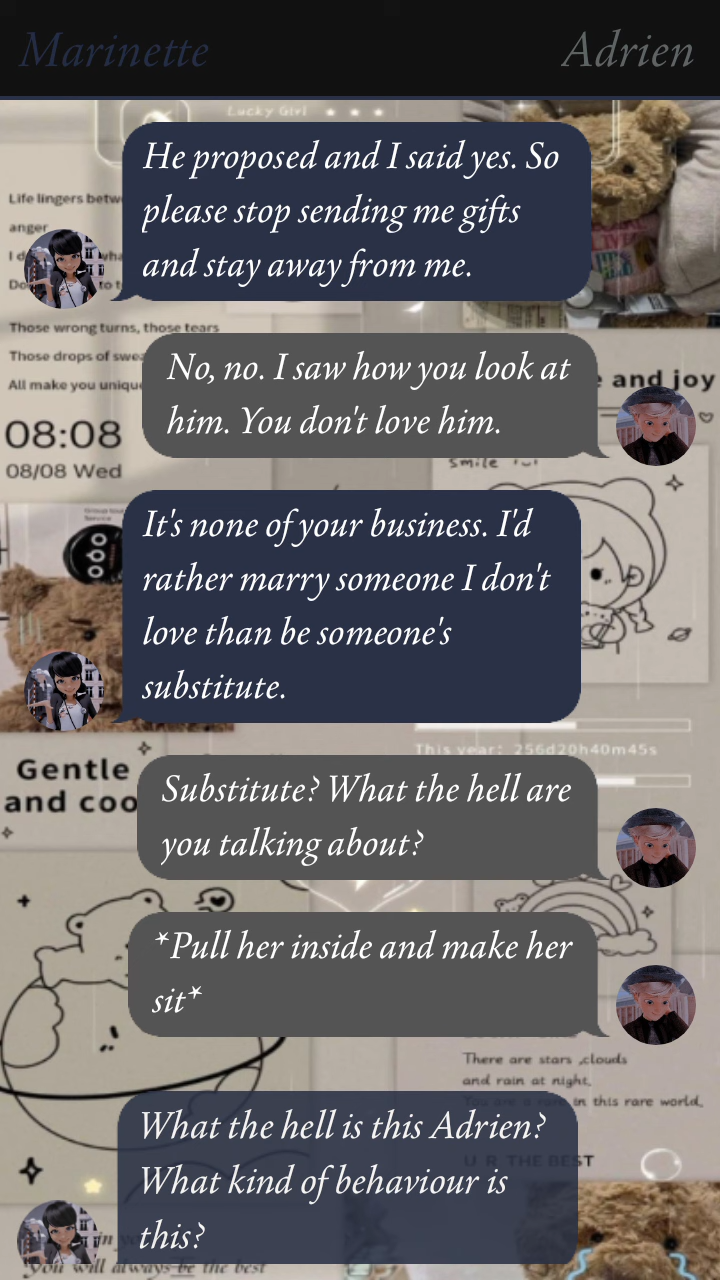 Marinette
Adrien
Lucky Girl
He proposed and I said yes. So
please stop sending me gifts
and stay away from me.
Life lingers
anger
Those wrong turns, those tears
Those drops of
All make you
08:08
08/08 Wed
No, no. I saw how you look at
him. You don't love him.
and joy
smile
It's none of your business. I'd
rather marry someone I don't
love than be someone's
substitute.
This year: 256d20h40m45s
Gentle
and
Substitute? What the hell are
you talking about?
*Pull her inside and make her
sit*
There are stars ,clouds
and rain at night.
You are a rare in this rare world.
U R THE BEST
What the hell is this Adrien?
What kind of behaviour is
this?
You will always be the best